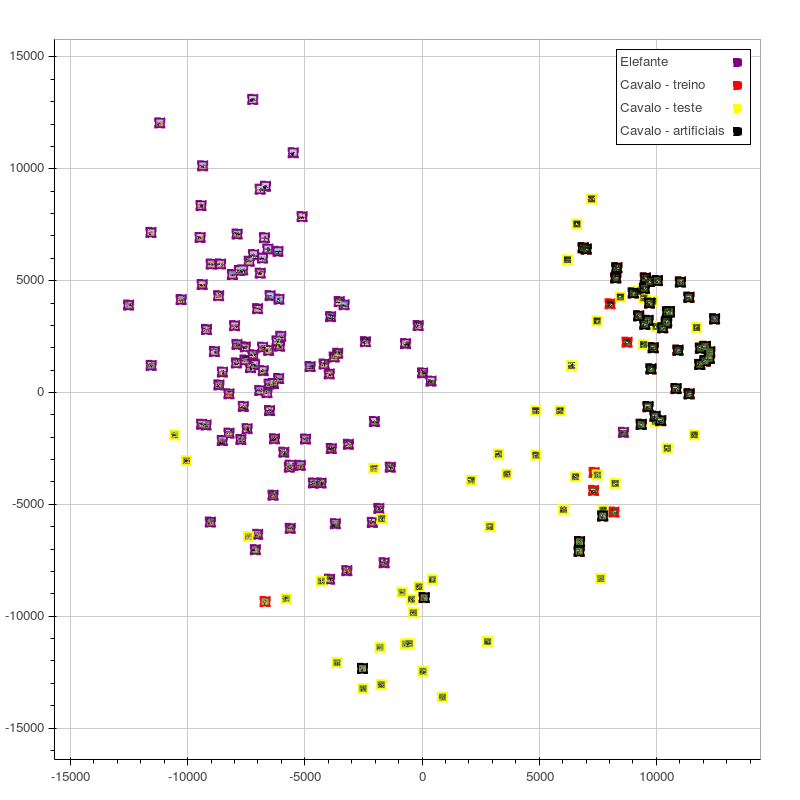 Elefante
Cavalo - treino
Cavalo - teste
Cavalo - artificiais
15000
10000
5000
0
-5000
-10000
-15000
-15000 -10000 -5000 0 5000 10000